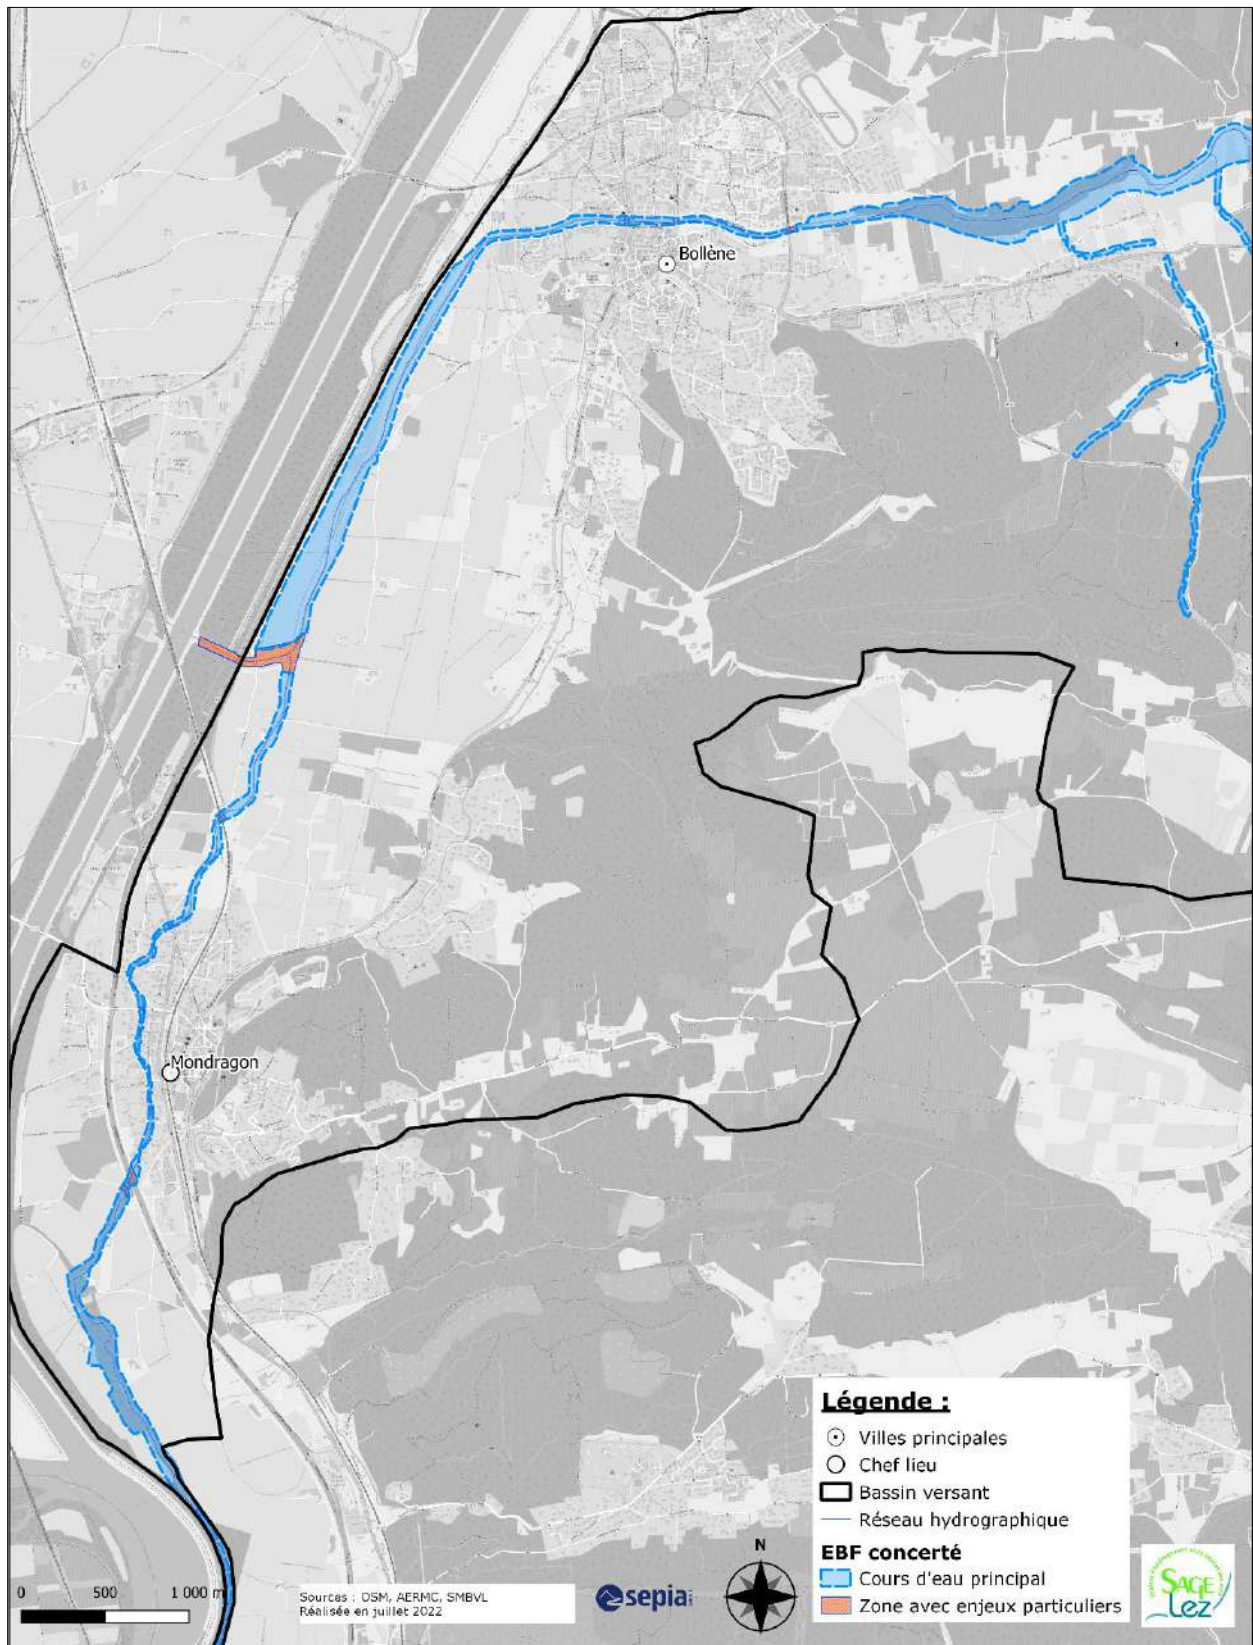 Bollène
Mondragon
Légende :
Villes principales
Chef lieu
Bassin versant
Réseau hydrographique
EBF concerté
Cours d'eau principal
Zone avec enjeux particuliers
N
0 500 1 000 m
Sources : OSM, AERMC, SMBVL
Réalisée en juillet 2022
sepia
SAGE
Lez